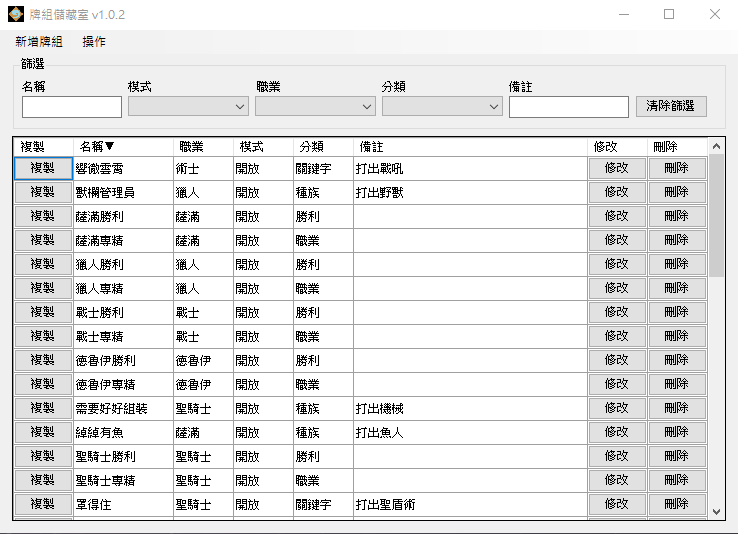 牌組儲藏室 v1.0.2
新增牌組 操作
篩選
名稱 模式 職業 分類 備註
清除篩選
複製 名稱▼ 職業 模式 分類 備註 修改 刪除
複製 響徹雲霄 術士 開放 關鍵字 打出戰吼 修改 刪除
複製 獸欄管理員 獵人 開放 種族 打出野獸 修改 刪除
複製 薩滿勝利 薩滿 開放 勝利 修改 刪除
複製 薩滿專精 薩滿 開放 職業 修改 刪除
複製 獵人勝利 獵人 開放 勝利 修改 刪除
複製 獵人專精 獵人 開放 職業 修改 刪除
複製 戰士勝利 戰士 開放 勝利 修改 刪除
複製 戰士專精 戰士 開放 職業 修改 刪除
複製 德魯伊勝利 德魯伊 開放 勝利 修改 刪除
複製 德魯伊專精 德魯伊 開放 職業 修改 刪除
複製 需要好好組裝 聖騎士 開放 種族 打出機械 修改 刪除
複製 綽綽有魚 薩滿 開放 種族 打出魚人 修改 刪除
複製 聖騎士勝利 聖騎士 開放 勝利 修改 刪除
複製 聖騎士專精 聖騎士 開放 職業 修改 刪除
複製 罩得住 聖騎士 開放 關鍵字 打出聖盾術 修改 刪除